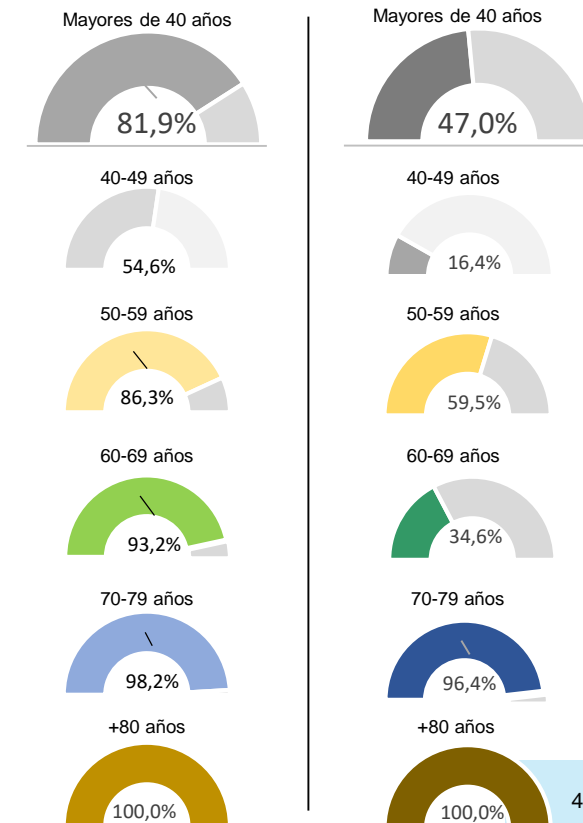 Mayores de 40 años
81,9%
40-49 años
54,6%
50-59 años
86,3%
60-69 años
93,2%
70-79 años
98,2%
+80 años
100,0%
Mayores de 40 años
47,0%
40-49 años
16,4%
50-59 años
59,5%
60-69 años
34,6%
70-79 años
96,4%
+80 años
100,0%
4